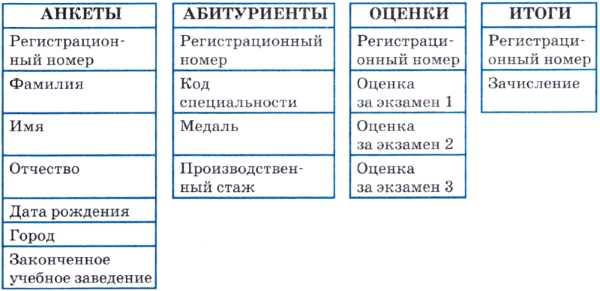 АНКЕТЫ
Регистрацион-
ный номер
Фамилия
Имя
Отчество
Дата рождения
Город
Законченное
учебное заведение
АБИТУРИЕНТЫ
Регистрационный
номер
Код
специальности
Медаль
Производствен-
ный стаж
ОЦЕНКИ
Регистраци-
онный номер
Оценка
за экзамен 1
Оценка
за экзамен 2
Оценка
за экзамен 3
ИТОГИ
Регистраци-
онный номер
Зачисление